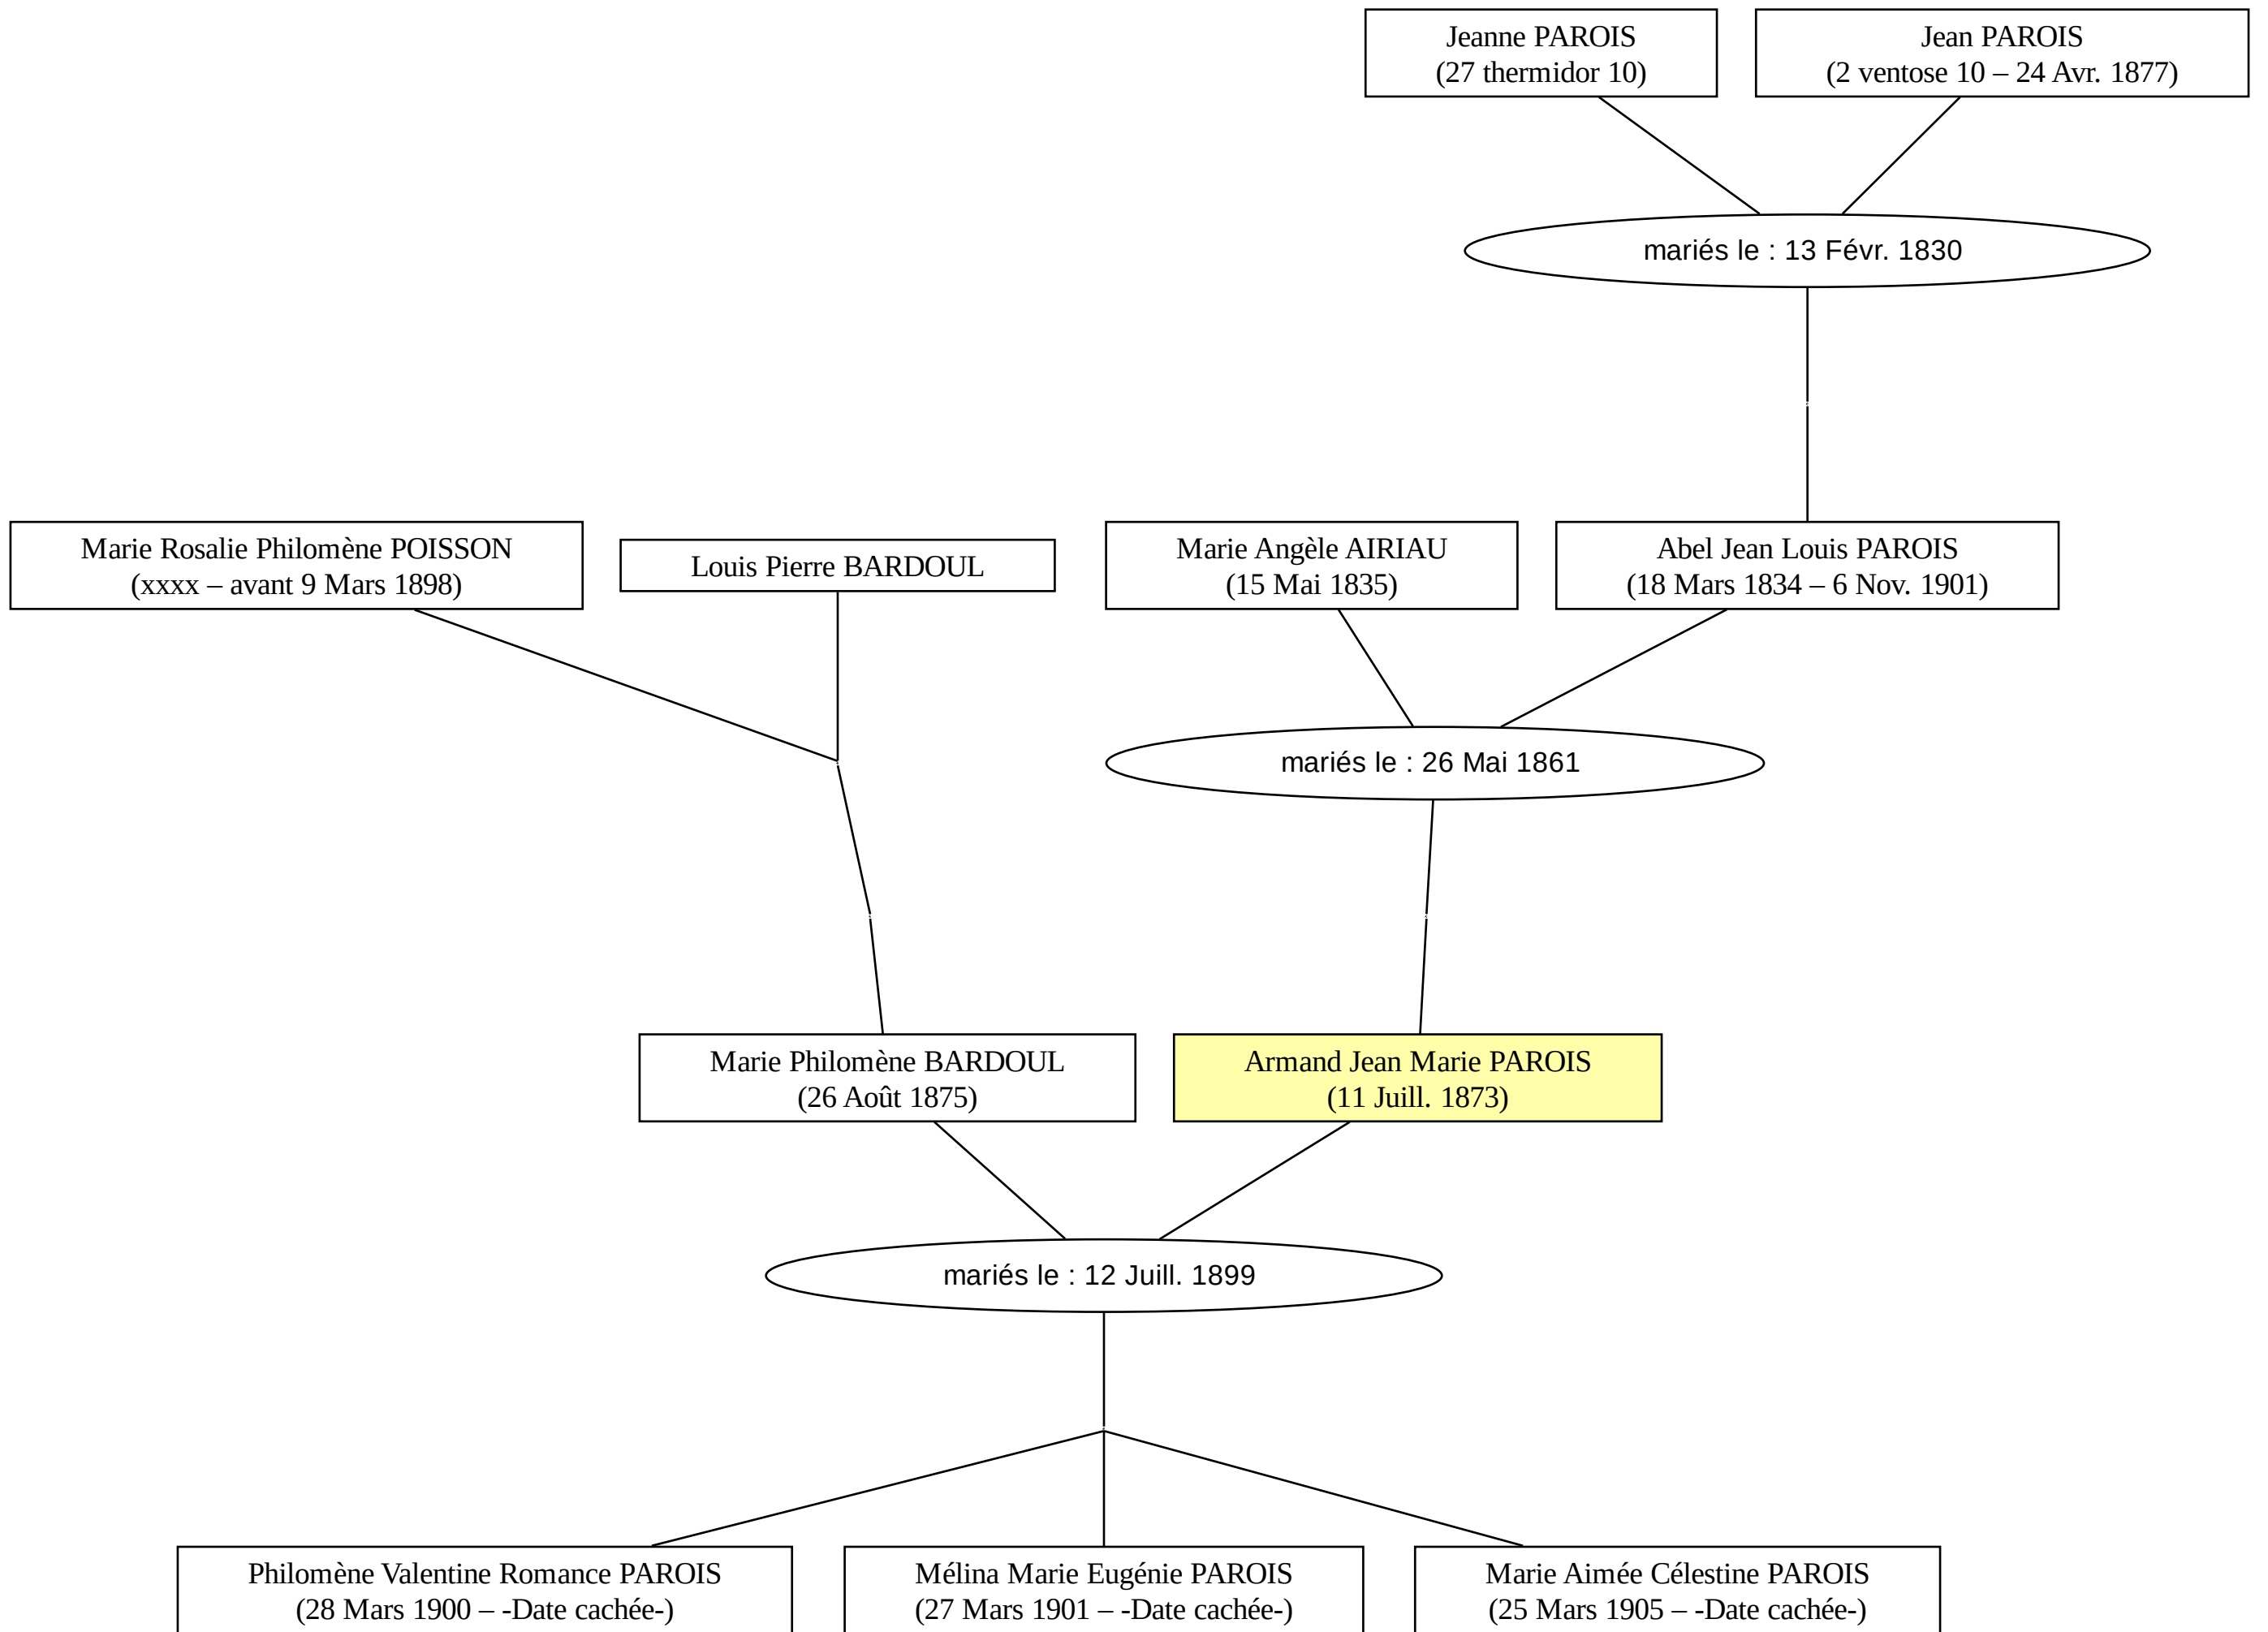 Jeanne PAROIS
(27 thermidor 10)
Jean PAROIS
(2 ventose 10 – 24 Avr. 1877)
mariés le : 13 Févr. 1830
Marie Rosalie Philomène POISSON
(xxxx – avant 9 Mars 1898)
Louis Pierre BARDOUL
Marie Angèle AIRIAU
(15 Mai 1835)
Abel Jean Louis PAROIS
(18 Mars 1834 – 6 Nov. 1901)
mariés le : 26 Mai 1861
Marie Philomène BARDOUL
(26 Août 1875)
Armand Jean Marie PAROIS
(11 Juill. 1873)
mariés le : 12 Juill. 1899
Philomène Valentine Romance PAROIS
(28 Mars 1900 – -Date cachée-)
Mélina Marie Eugénie PAROIS
(27 Mars 1901 – -Date cachée-)
Marie Aimée Célestine PAROIS
(25 Mars 1905 – -Date cachée-)